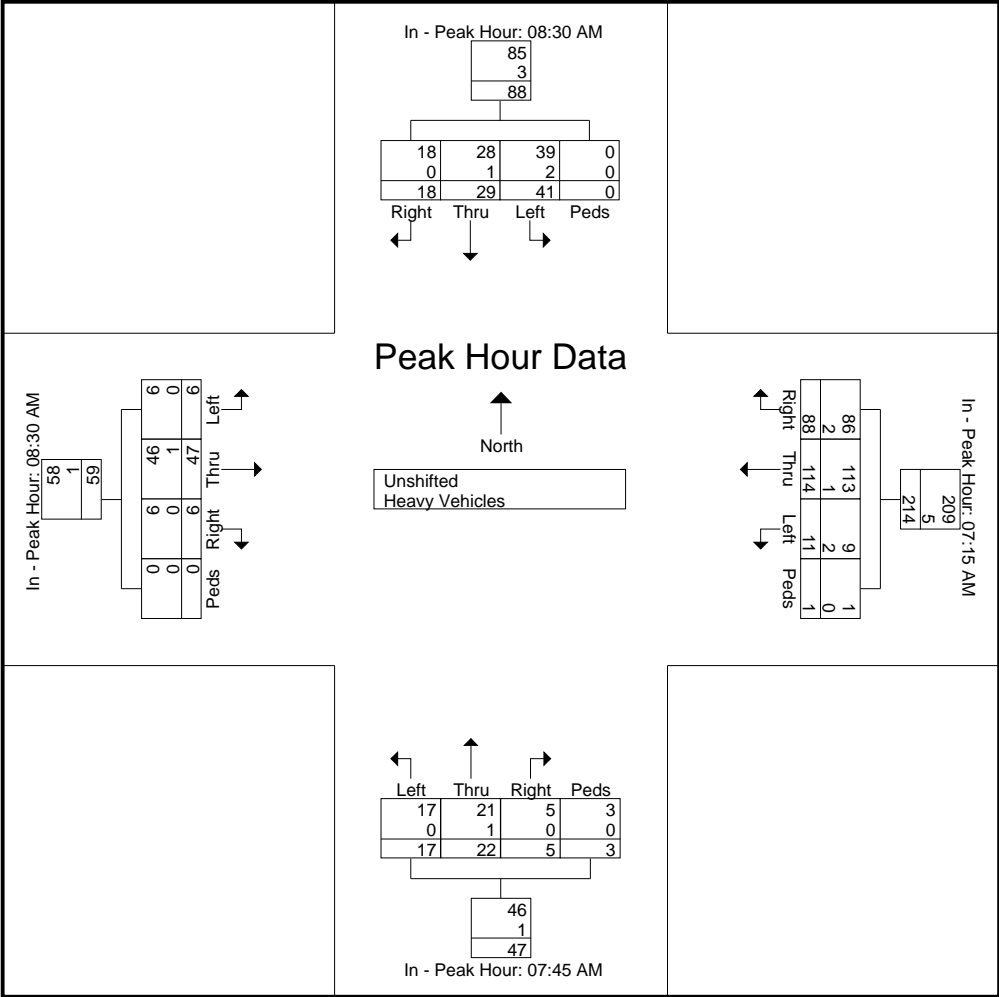 In - Peak Hour: 08:30 AM
85
3
88
18 28 39 0
0 1 2 0
18 29 41 0
Right Thru Left Peds
Peak Hour Data
North
Unshifted
Heavy Vehicles
In - Peak Hour: 08:30 AM
58
1
59
6 46 6 0
0 1 0 0
6 47 6 0
Left Thru Right Peds
In - Peak Hour: 07:15 AM
209
5
214
86 113 9 1
2 1 2 0
88 114 11 1
Right Thru Left Peds
Left Thru Right Peds
17 21 5 3
0 1 0 0
17 22 5 3
46
1
47
In - Peak Hour: 07:45 AM